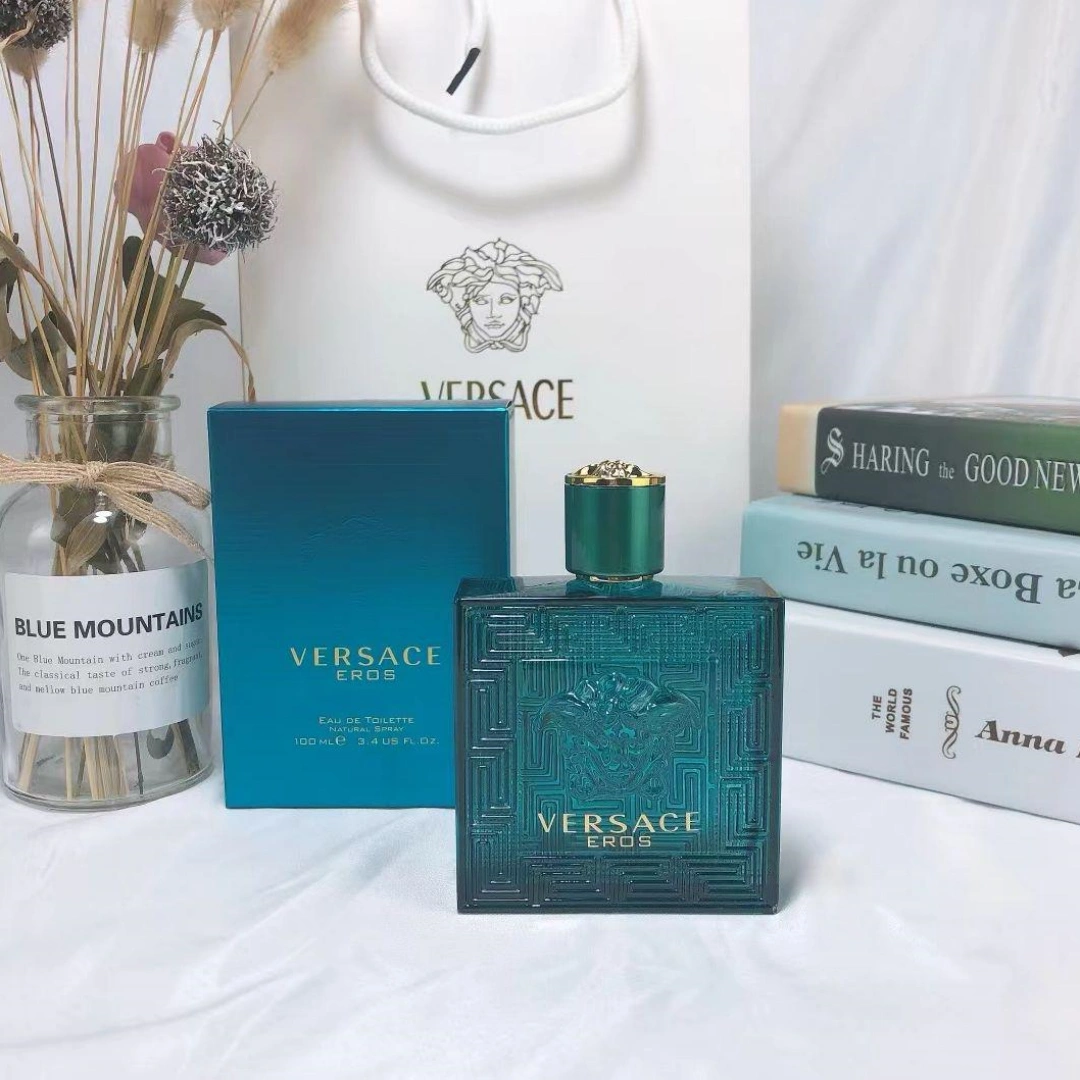 VERSACE
BLUE MOUNTAINS
One Blue Mountain with cream and sugar
The classical taste of strong, fragrant
and mellow blue mountain coffee
VERSACE
EROS
EAU DE TOILETTE
NATURAL SPRAY
100 ML℮ 3.4 US FL.OZ.
VERSACE
EROS
SHARING the GOOD NEW
a Boxe ou la Vie
THE
WORLD
FAMOUS
Anna